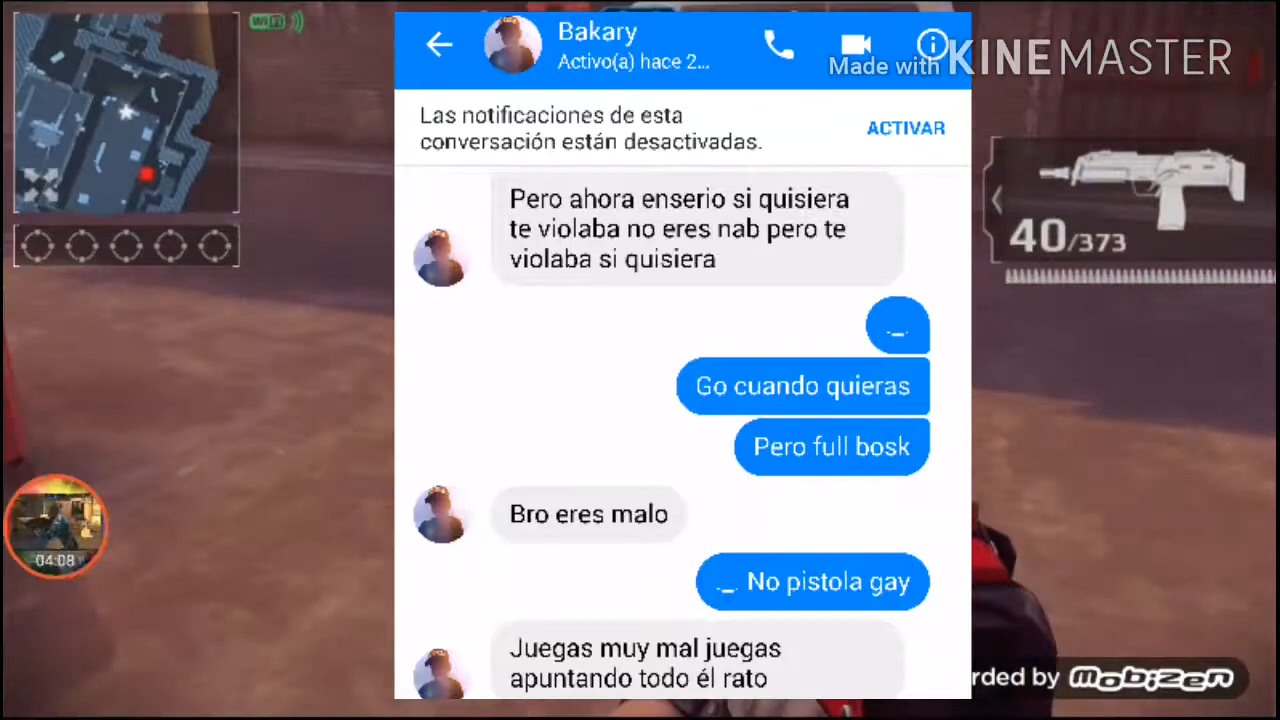 WiFi
Bakary
Activo(a) hace 2...
Made with KINEMASTER
Las notificaciones de esta
conversación están desactivadas.
ACTIVAR
Pero ahora enserio si quisiera
te violaba no eres nab pero te
violaba si quisiera
._.
Go cuando quieras
Pero full bosk
Bro eres malo
._. No pistola gay
Juegas muy mal juegas
apuntando todo él rato
40/373
04:08
rded by Mobizen